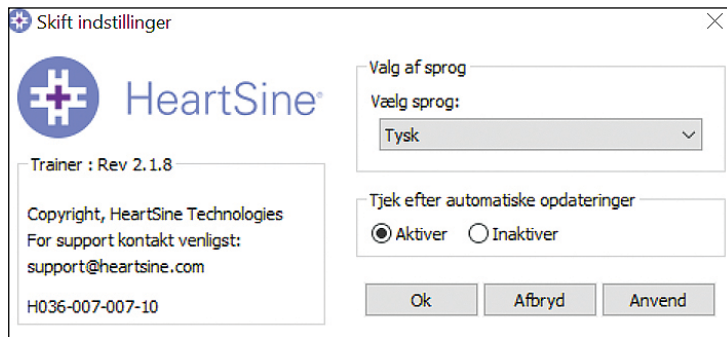 Skift indstillinger
HeartSine®
Trainer : Rev 2.1.8
Copyright, HeartSine Technologies
For support kontakt venligst:
support@heartsine.com
H036-007-007-10
Valg af sprog
Vælg sprog:
Tysk
Tjek efter automatiske opdateringer
Aktiver Inaktiver
Ok Afbryd Anvend